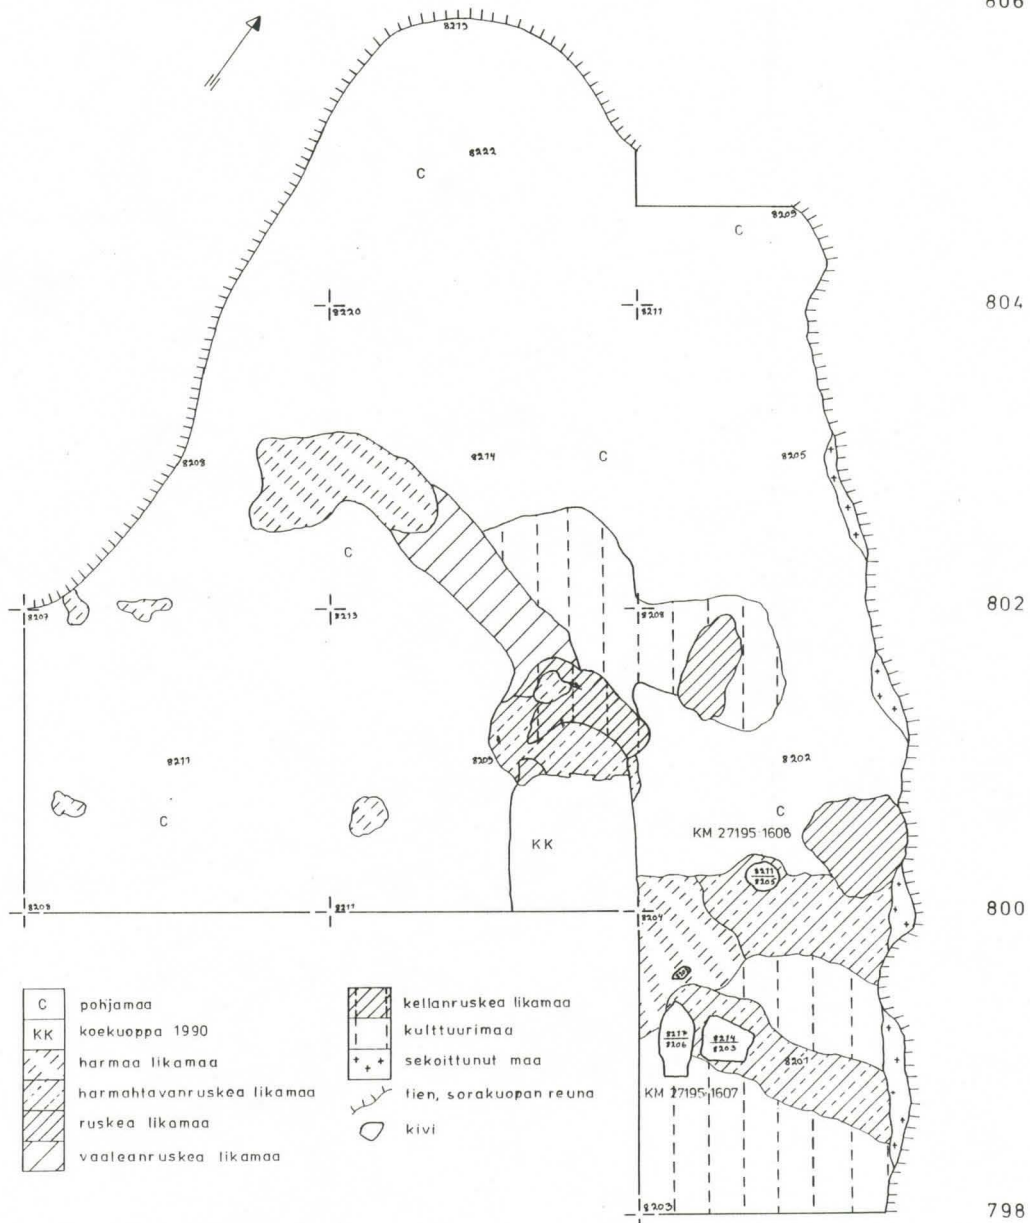 806
8215
8222
C
8209
C
8220
8211
804
8208
8214
C
8205
C
8207
8213
8208
802
8211
8209
8202
C
C
KM 27195:1608
KK
8211
8205
8203
8211
8204
800
8217
8206
8214
8203
8201
KM 27195:1607
C pohjamaa
KK koekuoppa 1990
harmaa likamaa
harmahtavanruskea likamaa
ruskea likamaa
vaaleanruskea likamaa
kellanruskea likamaa
kulttuurimaa
sekoittunut maa
tien, sorakuopan reuna
kivi
8203
798